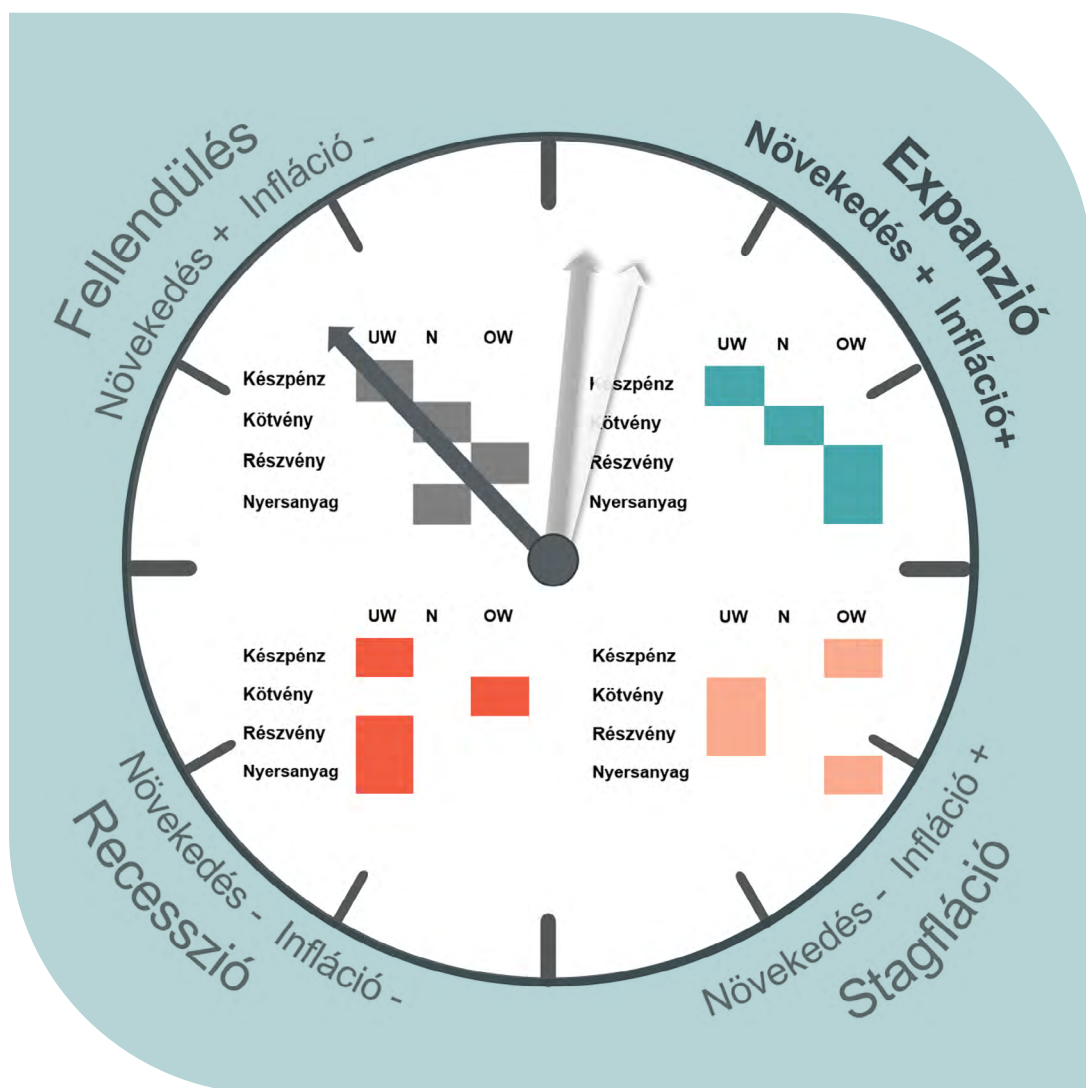 Fellendülés
Növekedés + Infláció -
Expanzió
Növekedés + Infláció+
UW N OW
Készpénz
Kötvény
Részvény
Nyersanyag
UW N OW
Készpénz
Kötvény
Részvény
Nyersanyag
UW N OW
Készpénz
Kötvény
Részvény
Nyersanyag
UW N OW
Készpénz
Kötvény
Részvény
Nyersanyag
Növekedés - Infláció -
Recesszió
Növekedés - Infláció +
Stagfláció